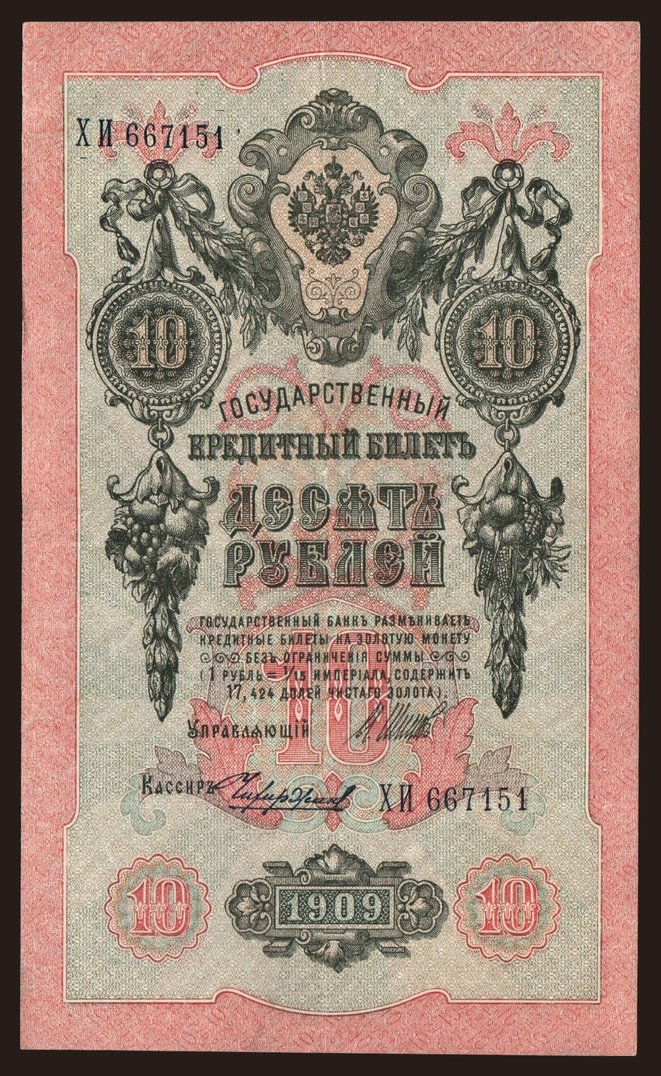 ХИ 667151
10 10
ГОСУДАРСТВЕННЫЙ
КРЕДИТНЫЙ БИЛЕТЪ
ДЕСЯТЬ
РУБЛЕЙ
ГОСУДАРСТВЕННЫЙ БАНКЪ РАЗМѢНИВАЕТЪ
КРЕДИТНЫЕ БИЛЕТЫ НА ЗОЛОТУЮ МОНЕТУ
БЕЗЪ ОГРАНИЧЕНІЯ СУММЫ
(1 РУБЛЬ = 1/15 ИМПЕРІАЛА, СОДЕРЖИТЪ
17,424 ДОЛЕЙ ЧИСТАГО ЗОЛОТА).
10
УПРАВЛЯЮЩІЙ
КАССИРЪ
ХИ 667151
10 1909 10